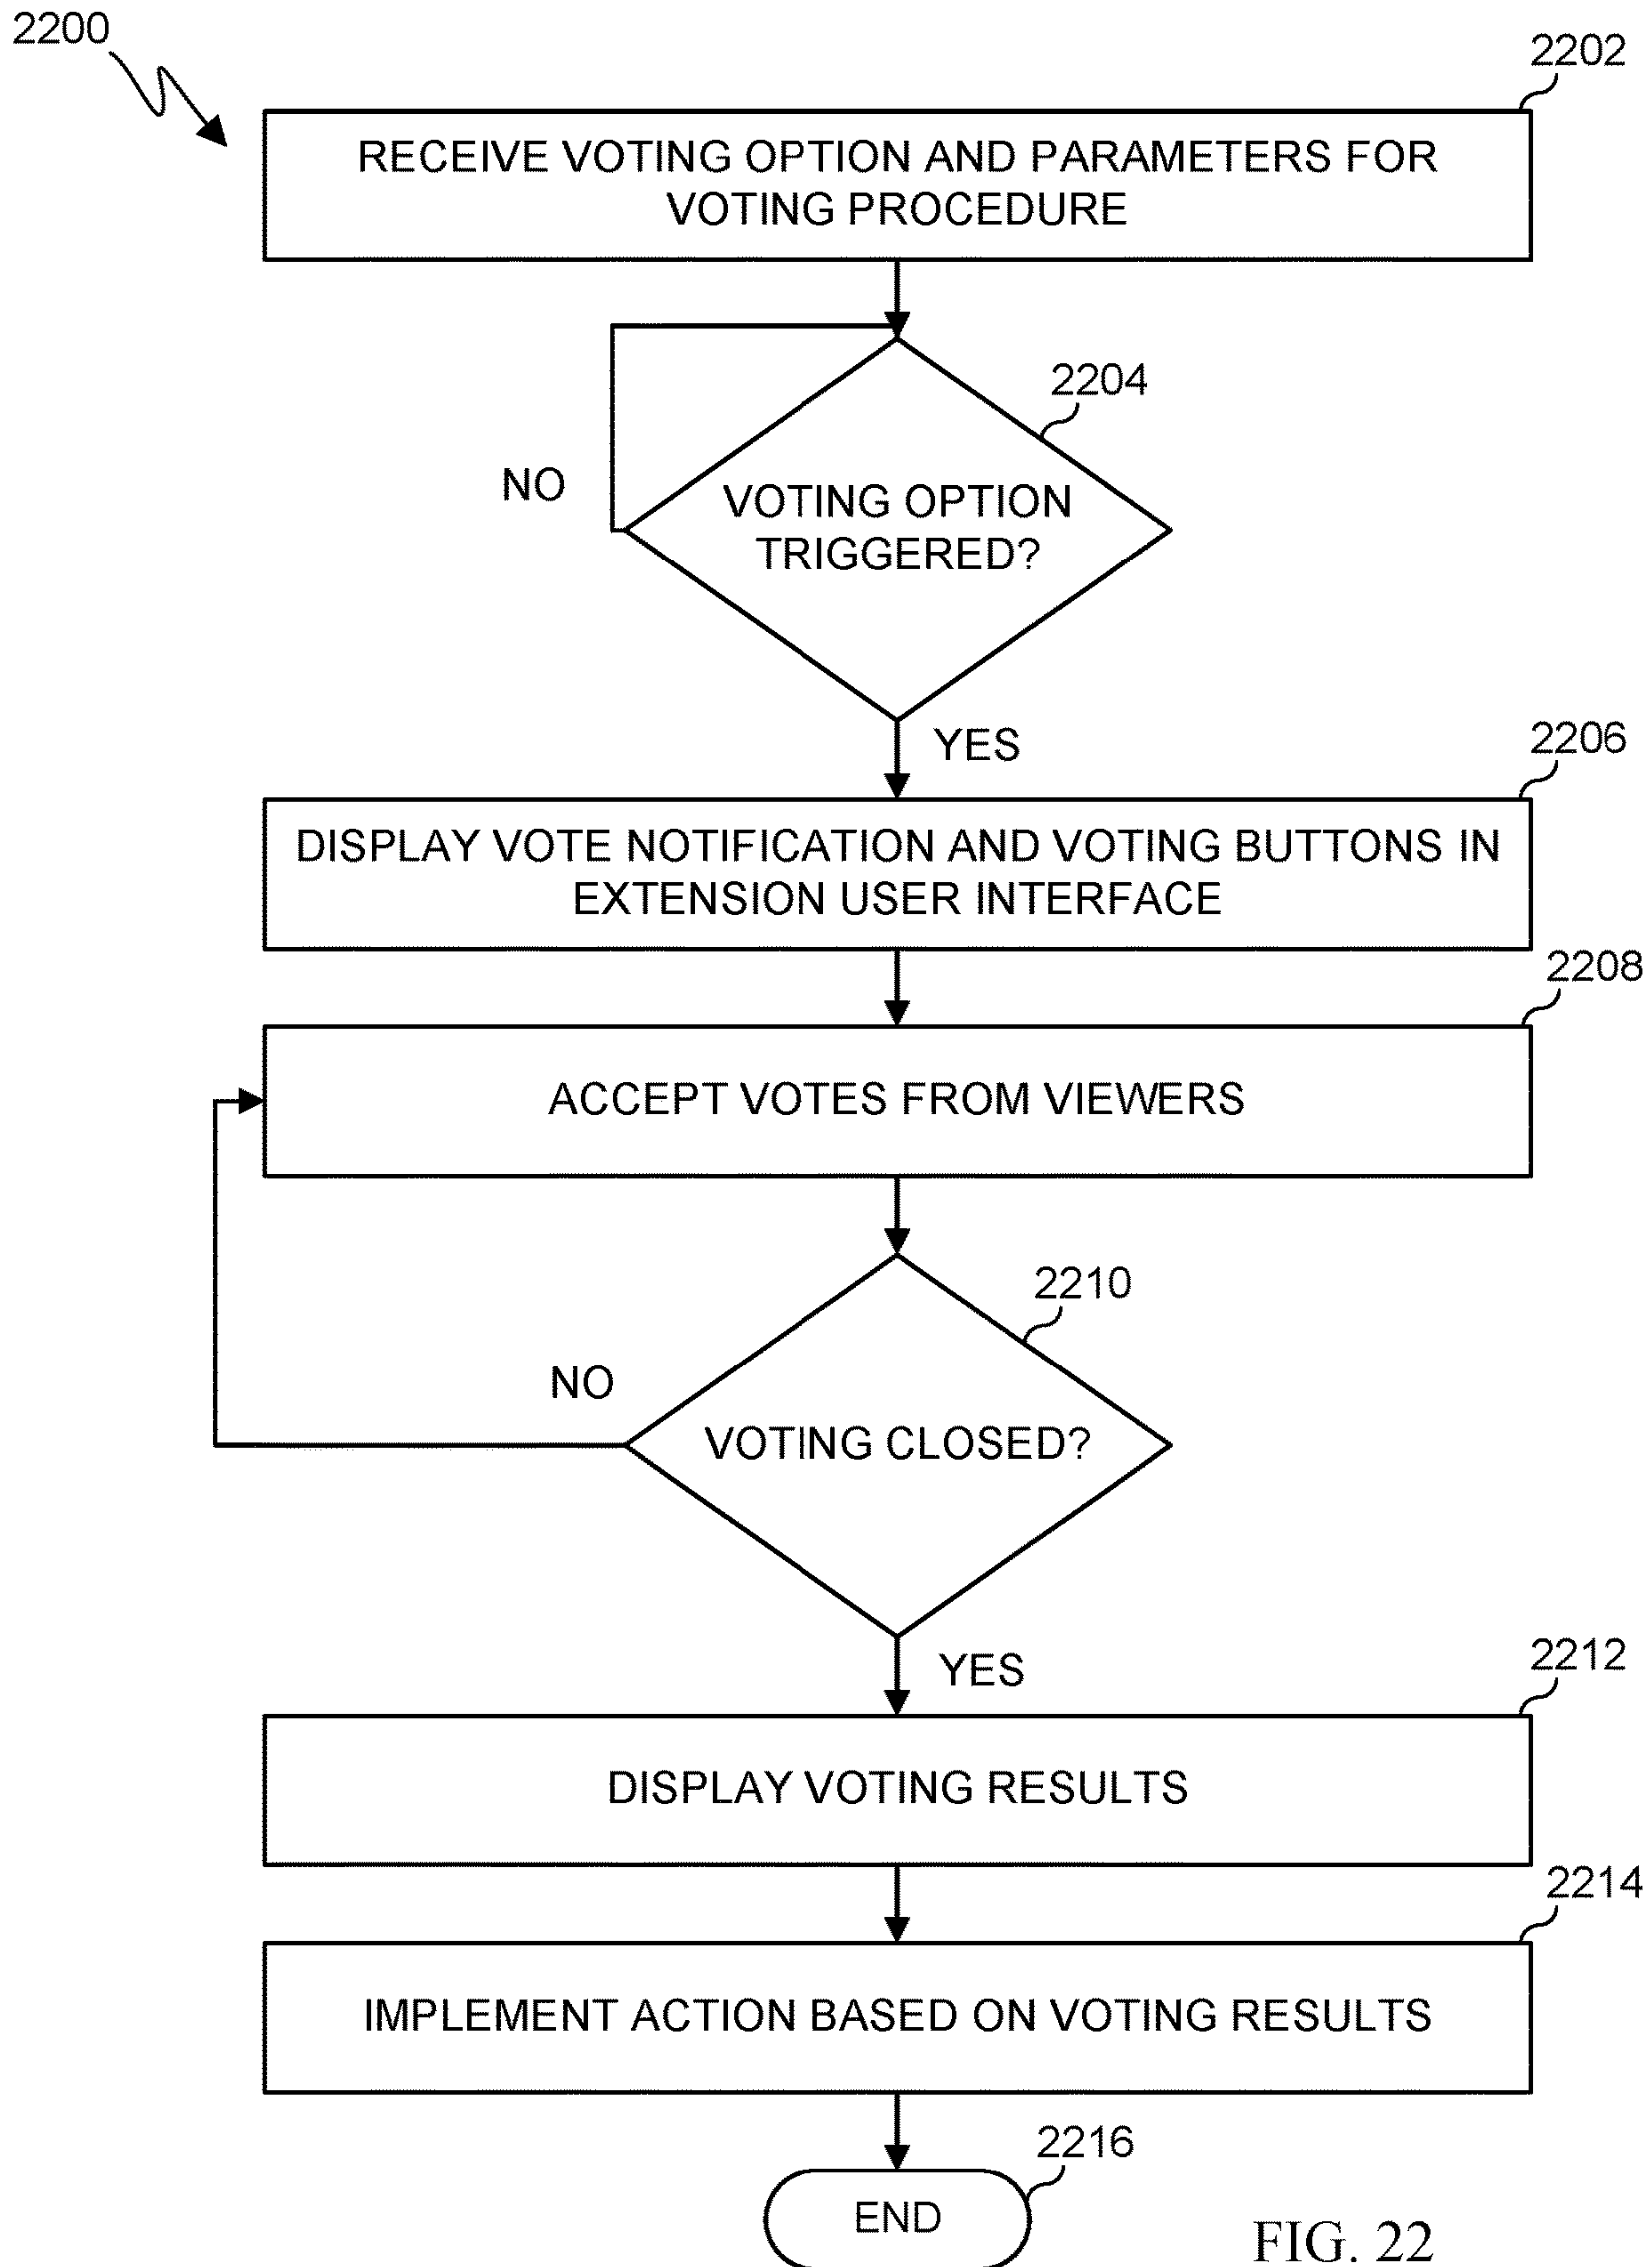 2200
2202
RECEIVE VOTING OPTION AND PARAMETERS FOR
VOTING PROCEDURE
2204
NO
VOTING OPTION
TRIGGERED?
YES
2206
DISPLAY VOTE NOTIFICATION AND VOTING BUTTONS IN
EXTENSION USER INTERFACE
2208
ACCEPT VOTES FROM VIEWERS
2210
NO
VOTING CLOSED?
YES
2212
DISPLAY VOTING RESULTS
2214
IMPLEMENT ACTION BASED ON VOTING RESULTS
2216
END
FIG. 22